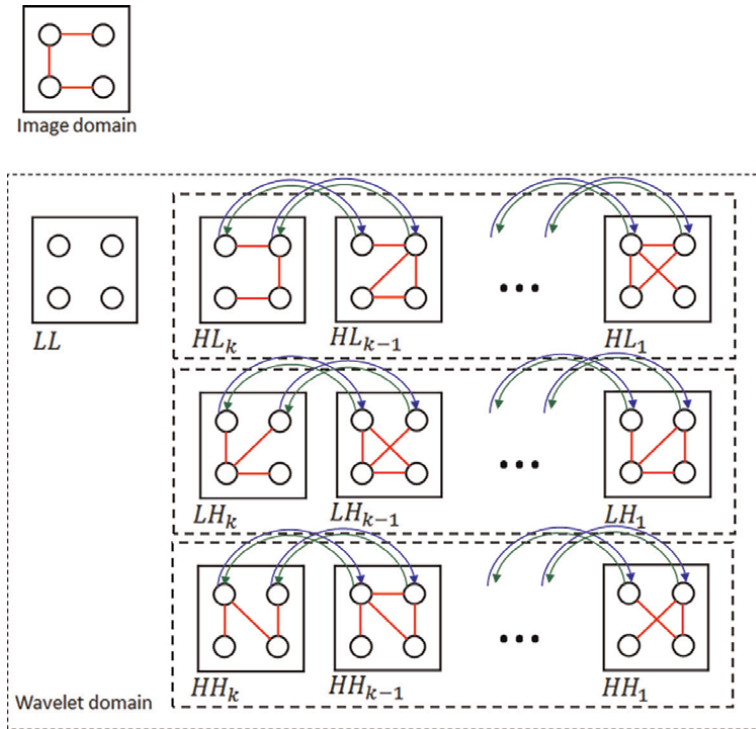 Image domain
LL
HL_k
HL_{k-1}
...
HL_1
LH_k
LH_{k-1}
...
LH_1
HH_k
HH_{k-1}
...
HH_1
Wavelet domain